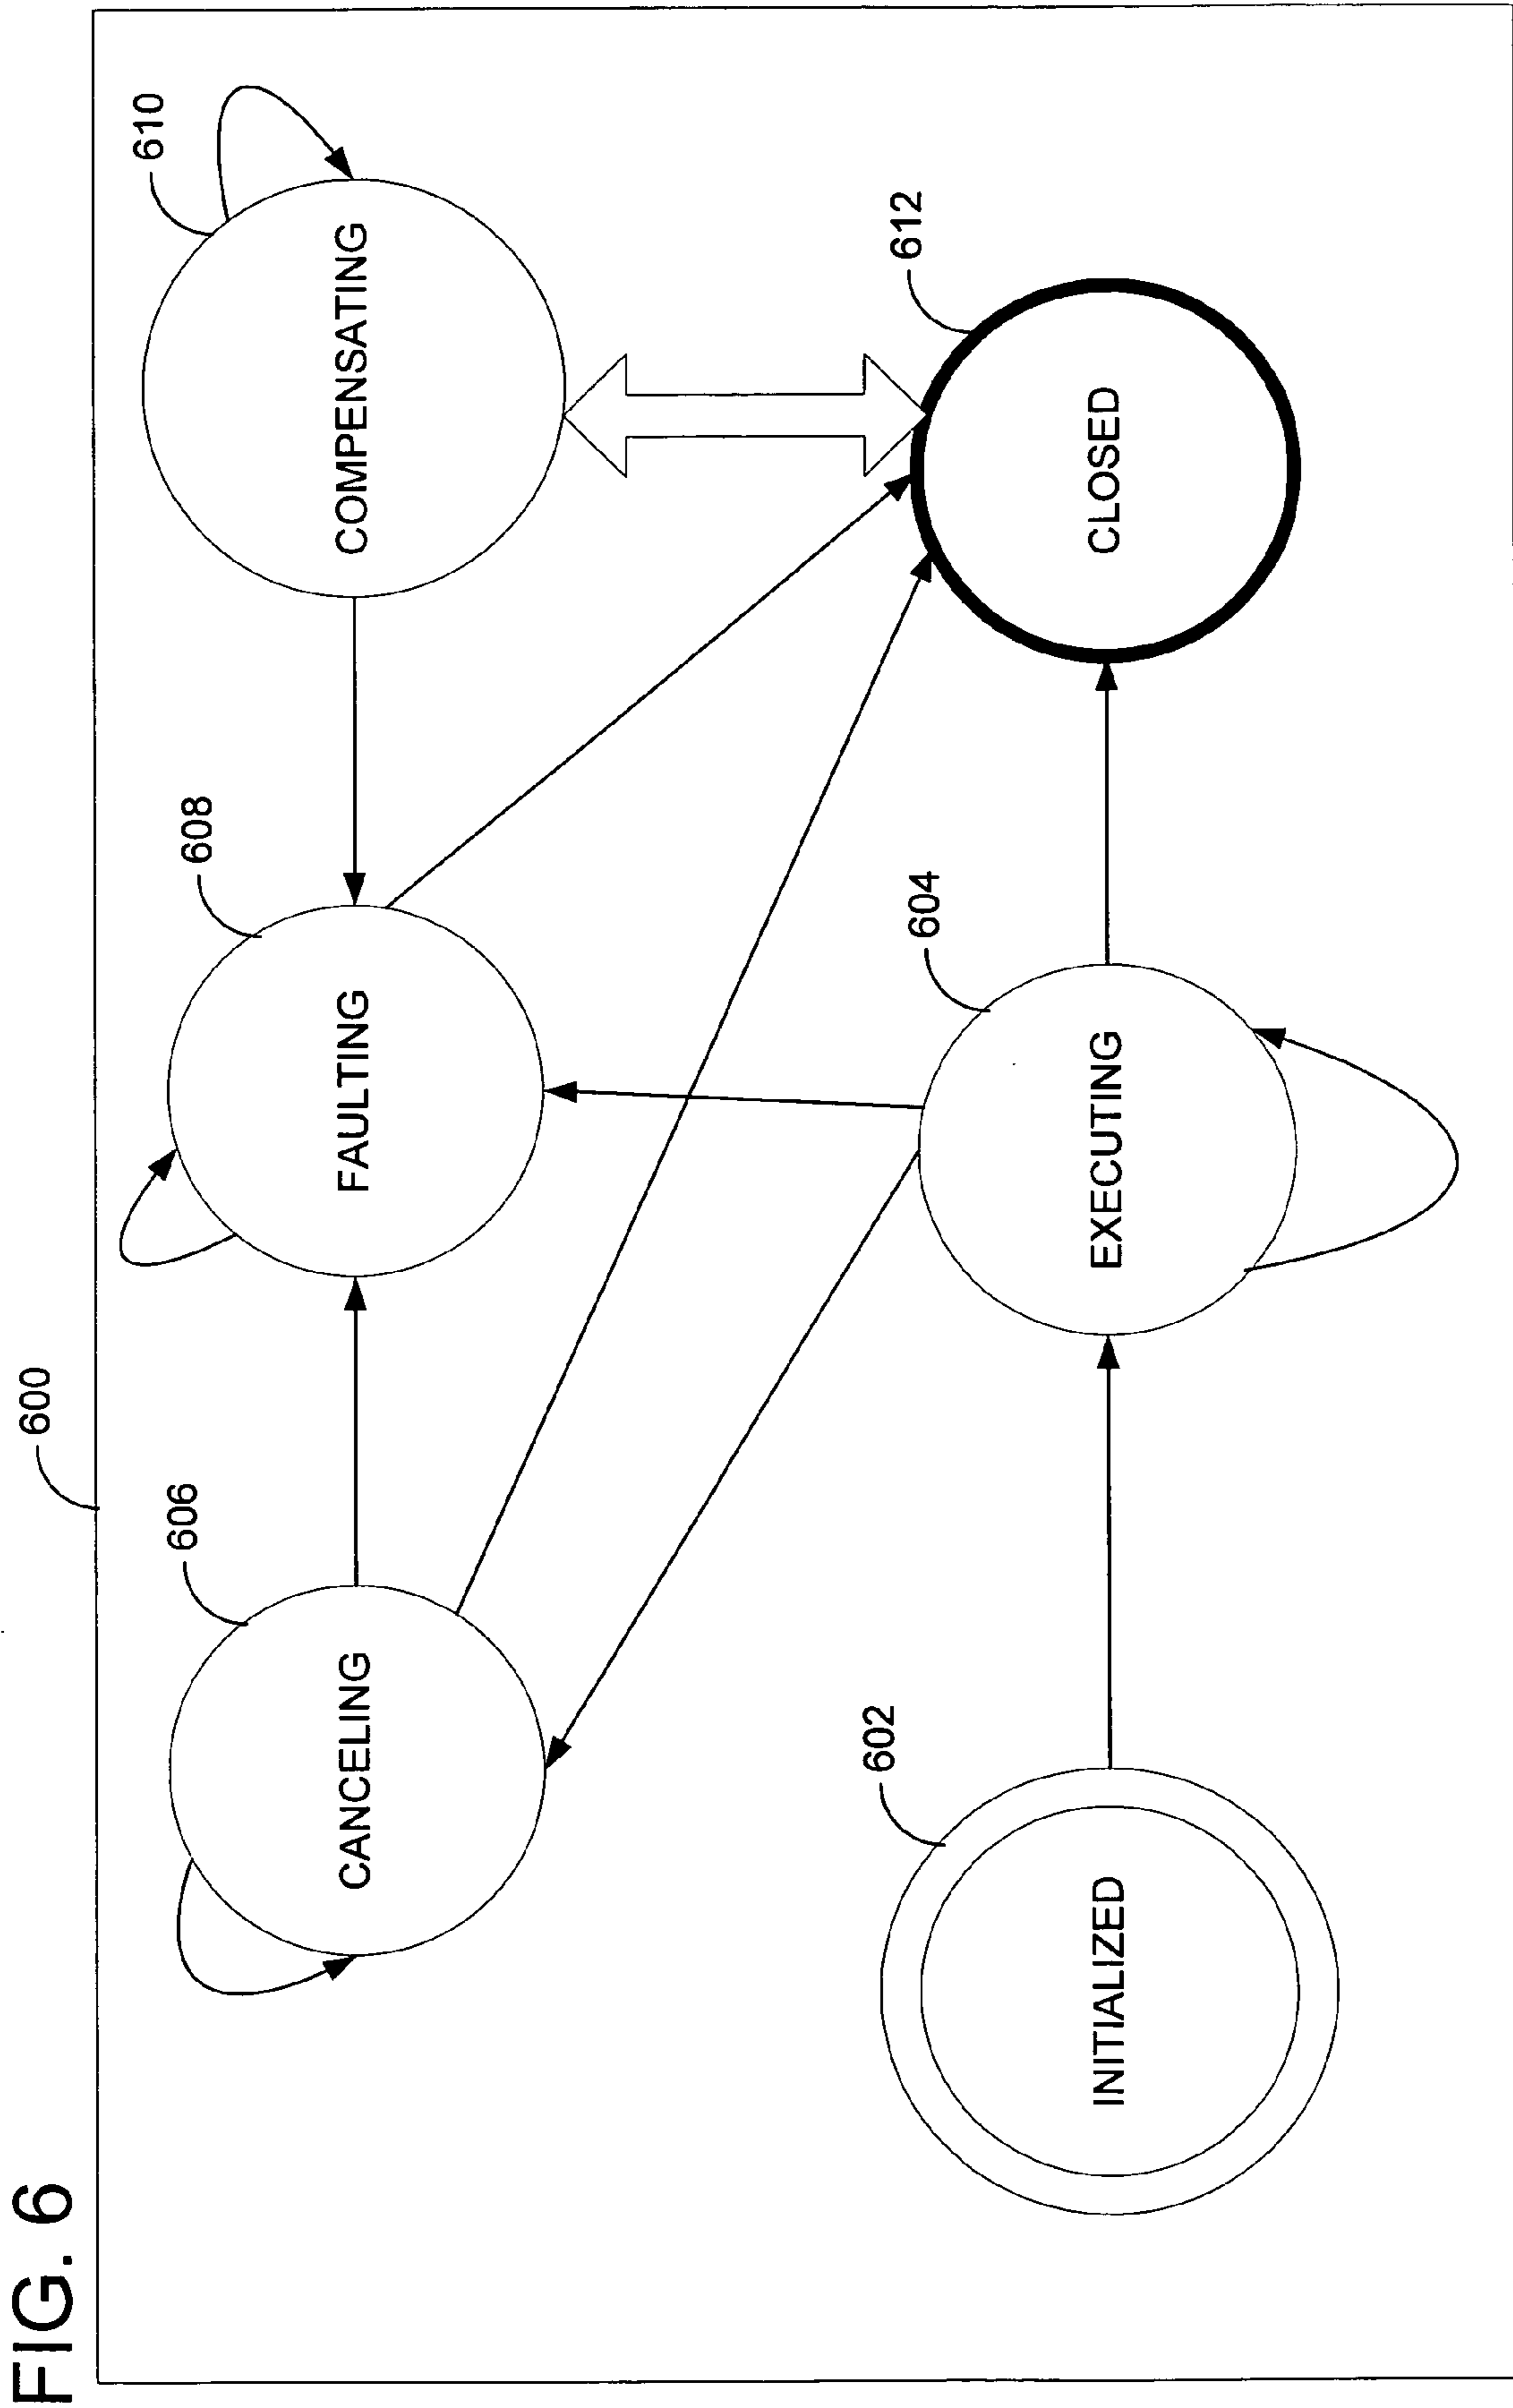 FIG. 6
600
606
608
610
CANCELING
FAULTING
COMPENSATING
602
604
612
INITIALIZED
EXECUTING
CLOSED